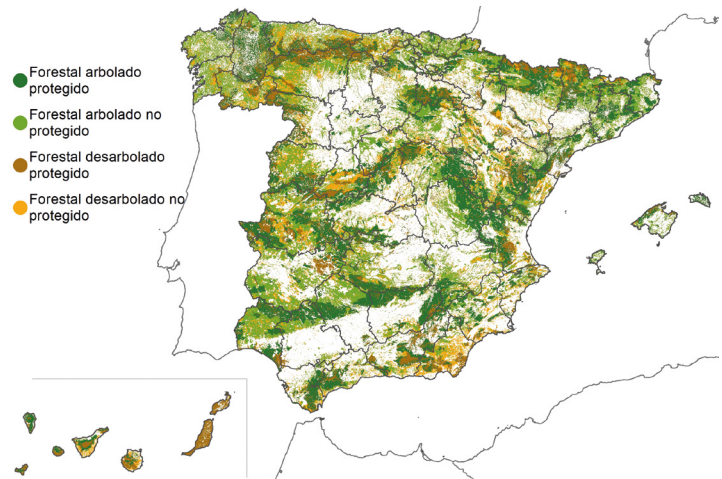 Forestal arbolado
protegido
Forestal arbolado no
protegido
Forestal desarbolado
protegido
Forestal desarbolado no
protegido